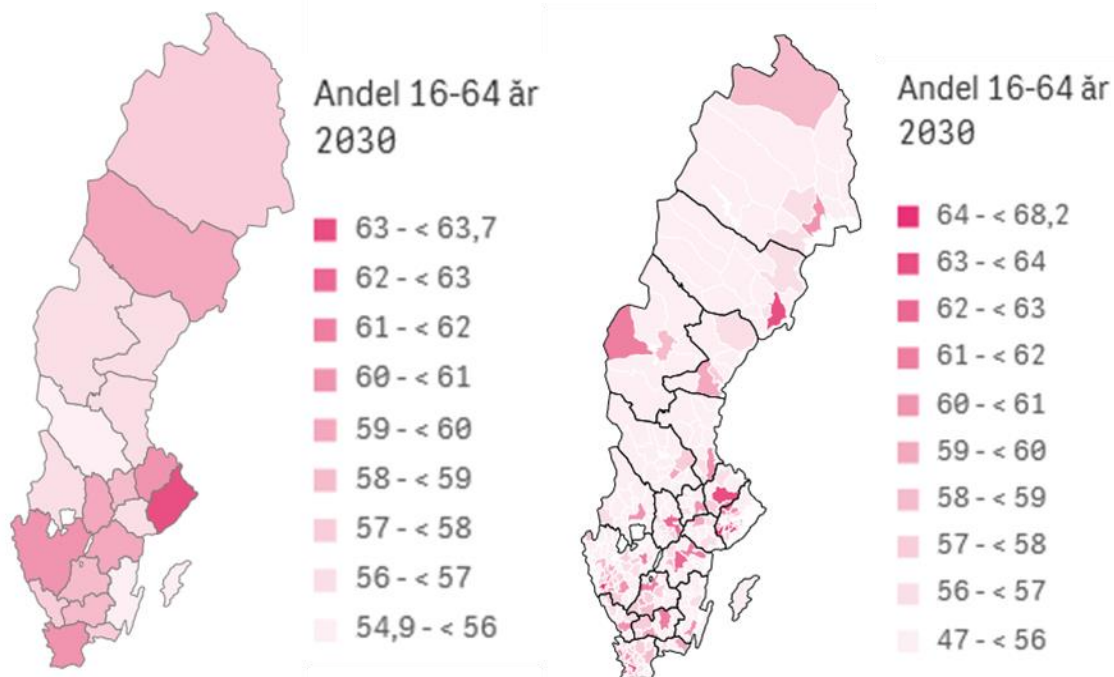 Andel 16-64 år
2030
63 - < 63,7
62 - < 63
61 - < 62
60 - < 61
59 - < 60
58 - < 59
57 - < 58
56 - < 57
54,9 - < 56
Andel 16-64 år
2030
64 - < 68,2
63 - < 64
62 - < 63
61 - < 62
60 - < 61
59 - < 60
58 - < 59
57 - < 58
56 - < 57
47 - < 56